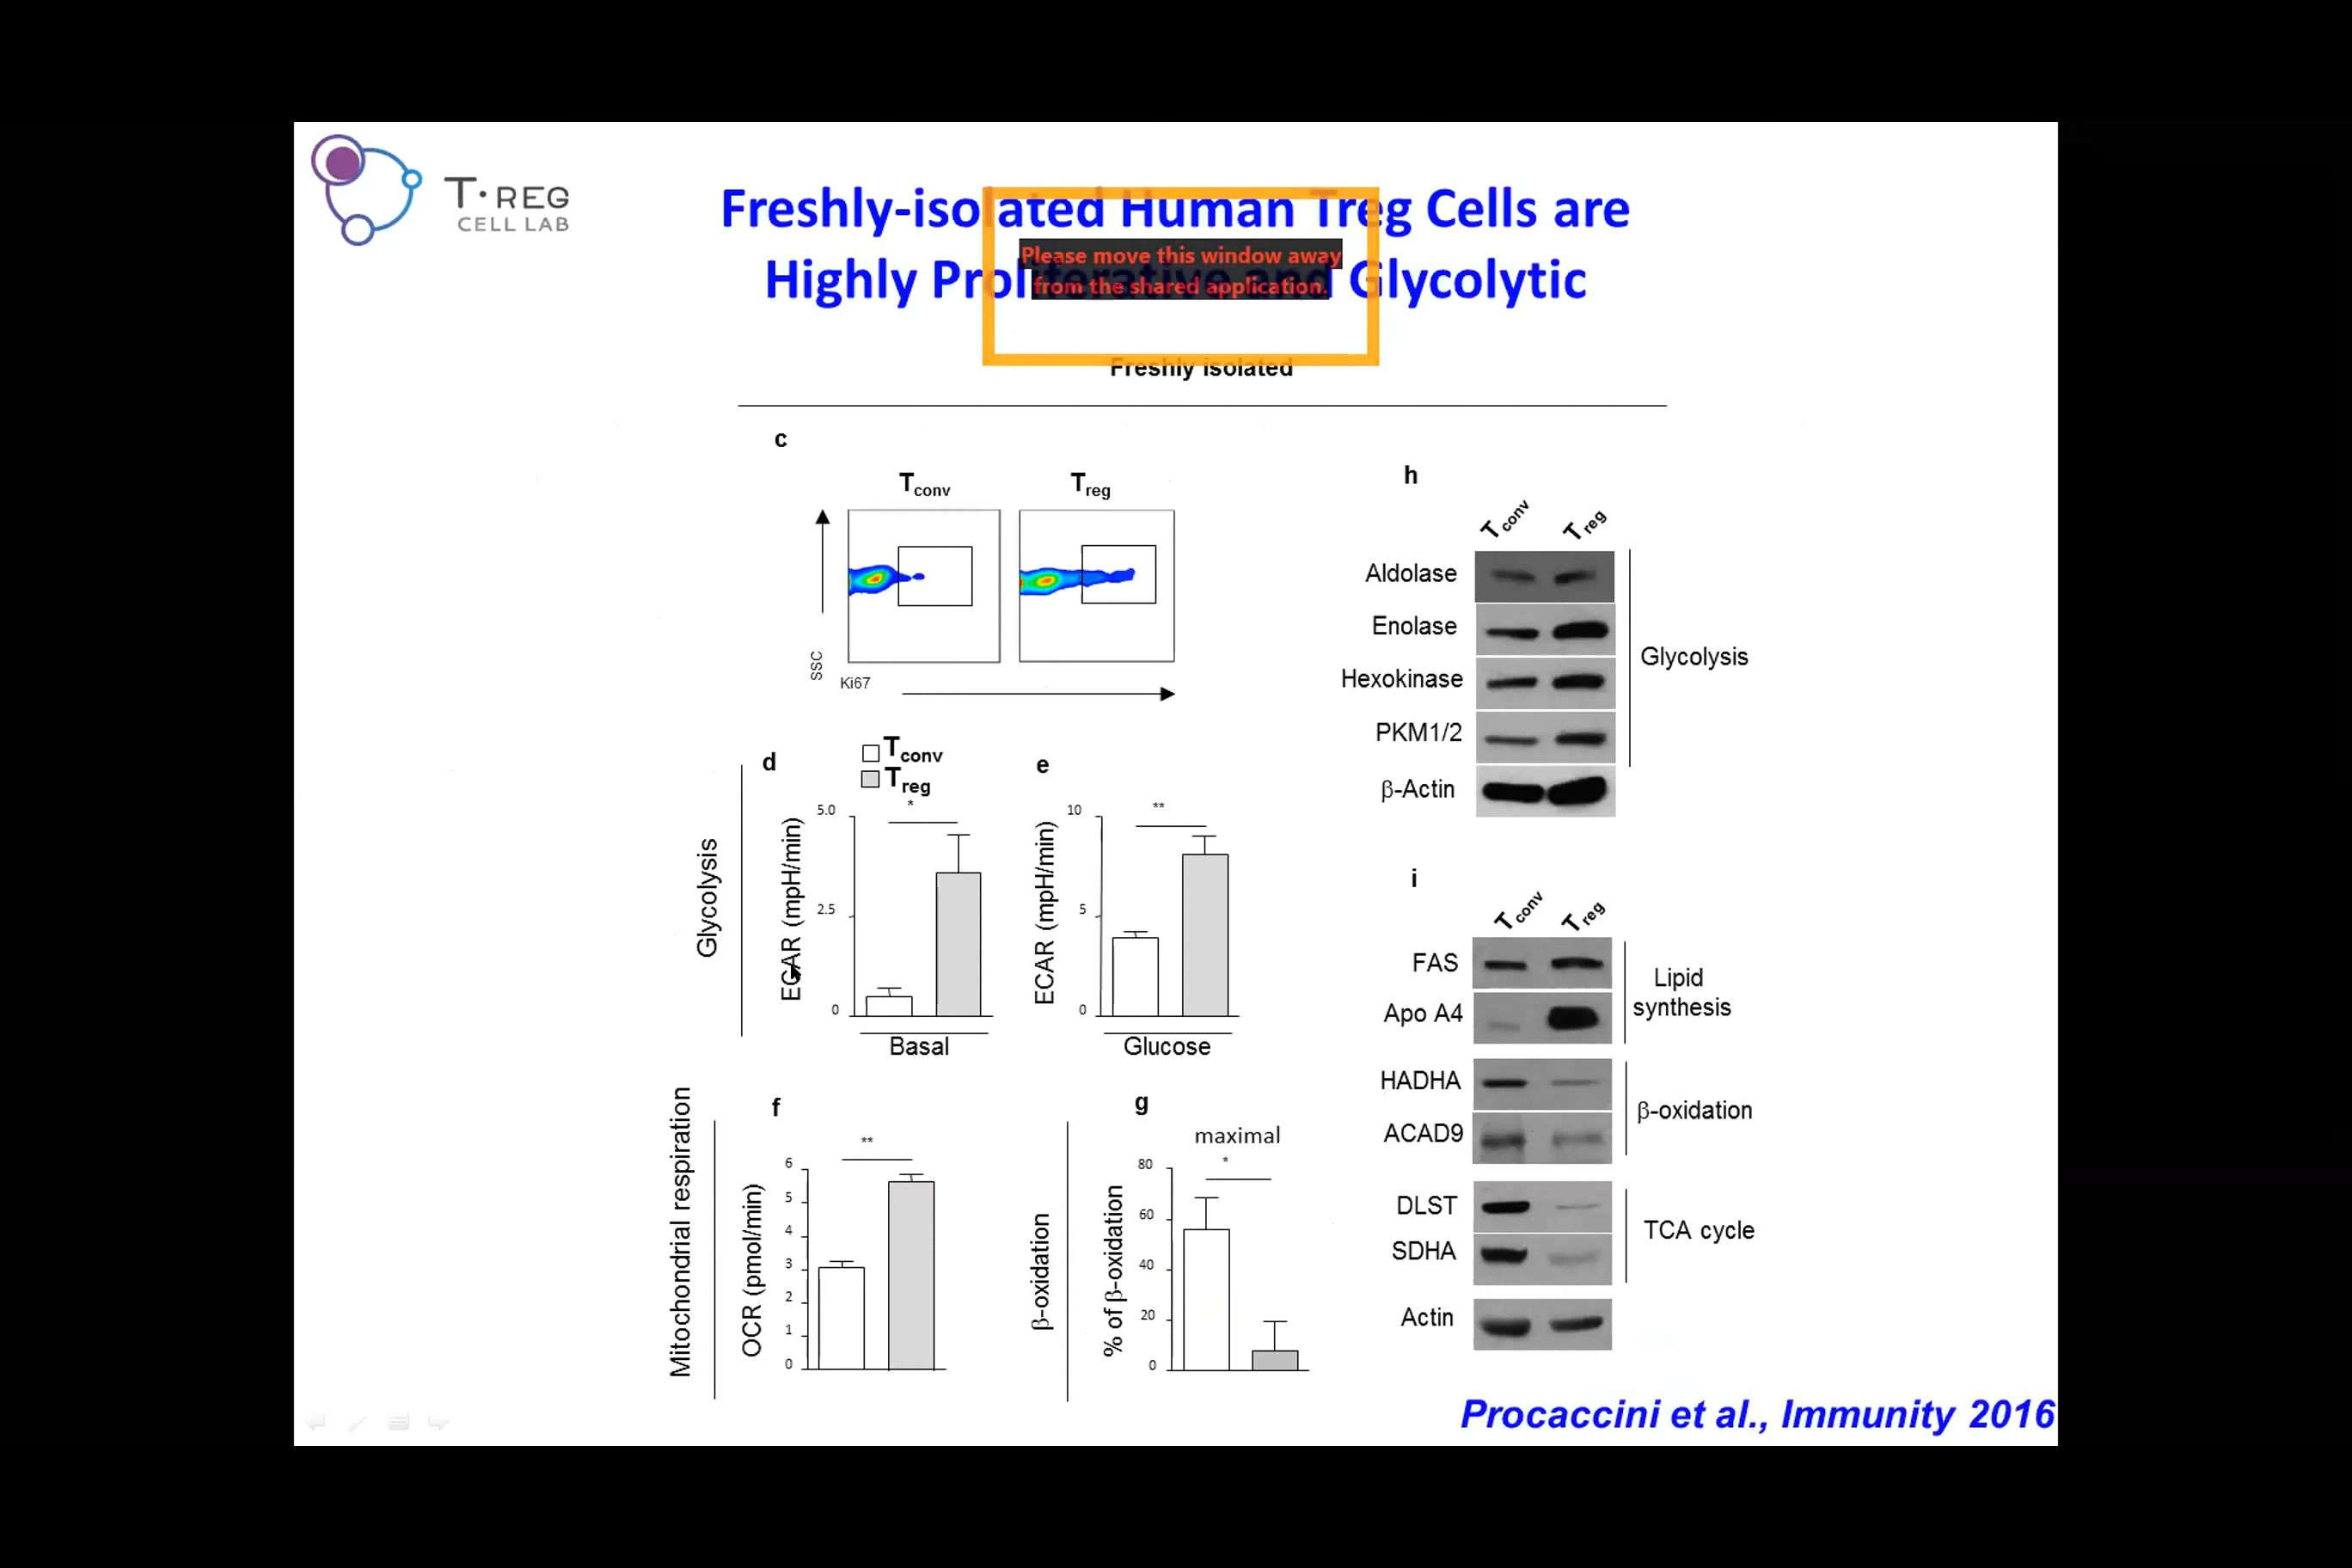 T·REG
CELL LAB
Freshly-isolated Human Treg Cells are
Highly Proliferative and Glycolytic
Please move this window away
from the shared application.
Freshly isolated
c
Tconv
Treg
SSC
Ki67
d
Tconv
Treg
Glycolysis
ECAR (mpH/min)
5.0
2.5
0
*
Basal
e
ECAR (mpH/min)
10
5
0
**
Glucose
f
Mitochondrial respiration
OCR (pmol/min)
6
5
4
3
2
1
0
**
g
β-oxidation
% of β-oxidation
maximal
80
60
40
20
0
*
h
Tconv
Treg
Aldolase
Enolase
Hexokinase
PKM1/2
β-Actin
Glycolysis
i
Tconv
Treg
FAS
Apo A4
Lipid
synthesis
HADHA
ACAD9
β-oxidation
DLST
SDHA
TCA cycle
Actin
Procaccini et al., Immunity 2016